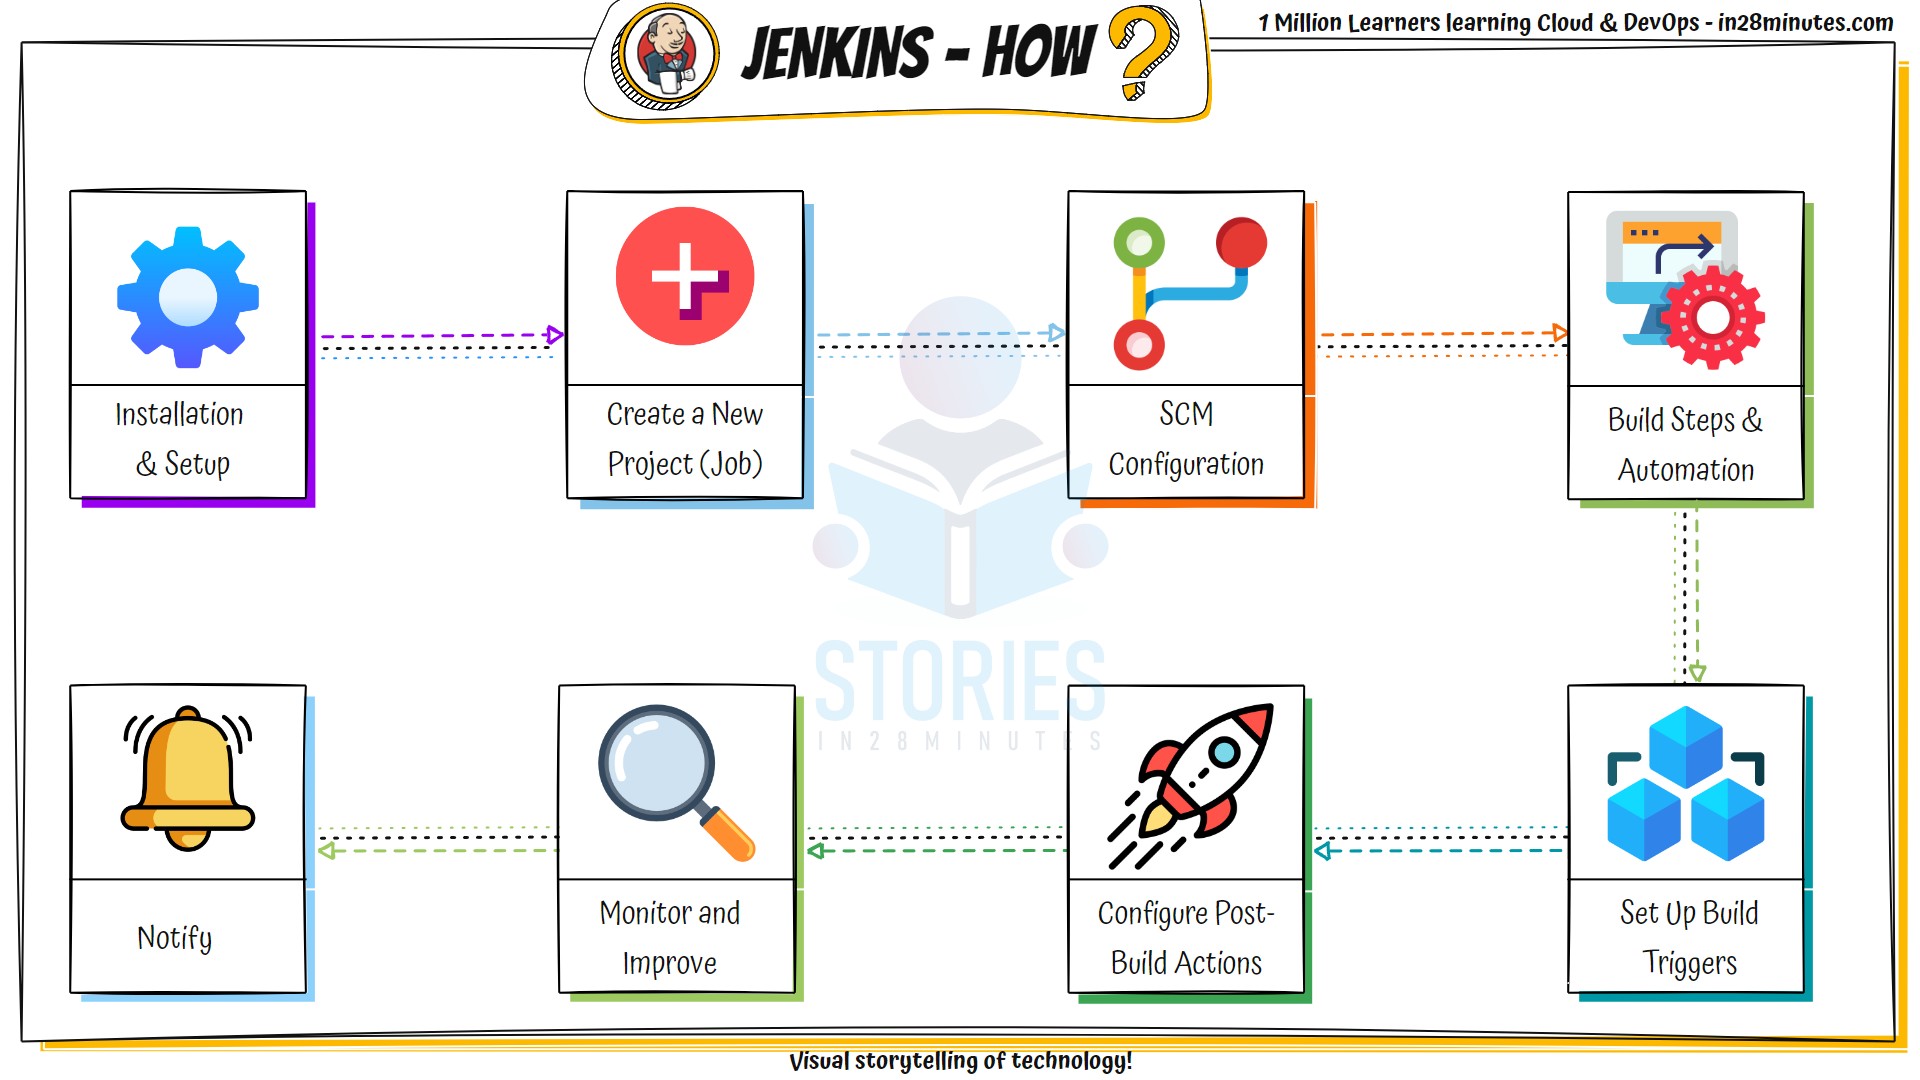 1 Million Learners learning Cloud & DevOps - in28minutes.com
JENKINS - HOW ?
Installation
& Setup
Create a New
Project (Job)
SCM
Configuration
Build Steps &
Automation
STORIES
IN28MINUTES
Notify
Monitor and
Improve
Configure Post-
Build Actions
Set Up Build
Triggers
Visual storytelling of technology!